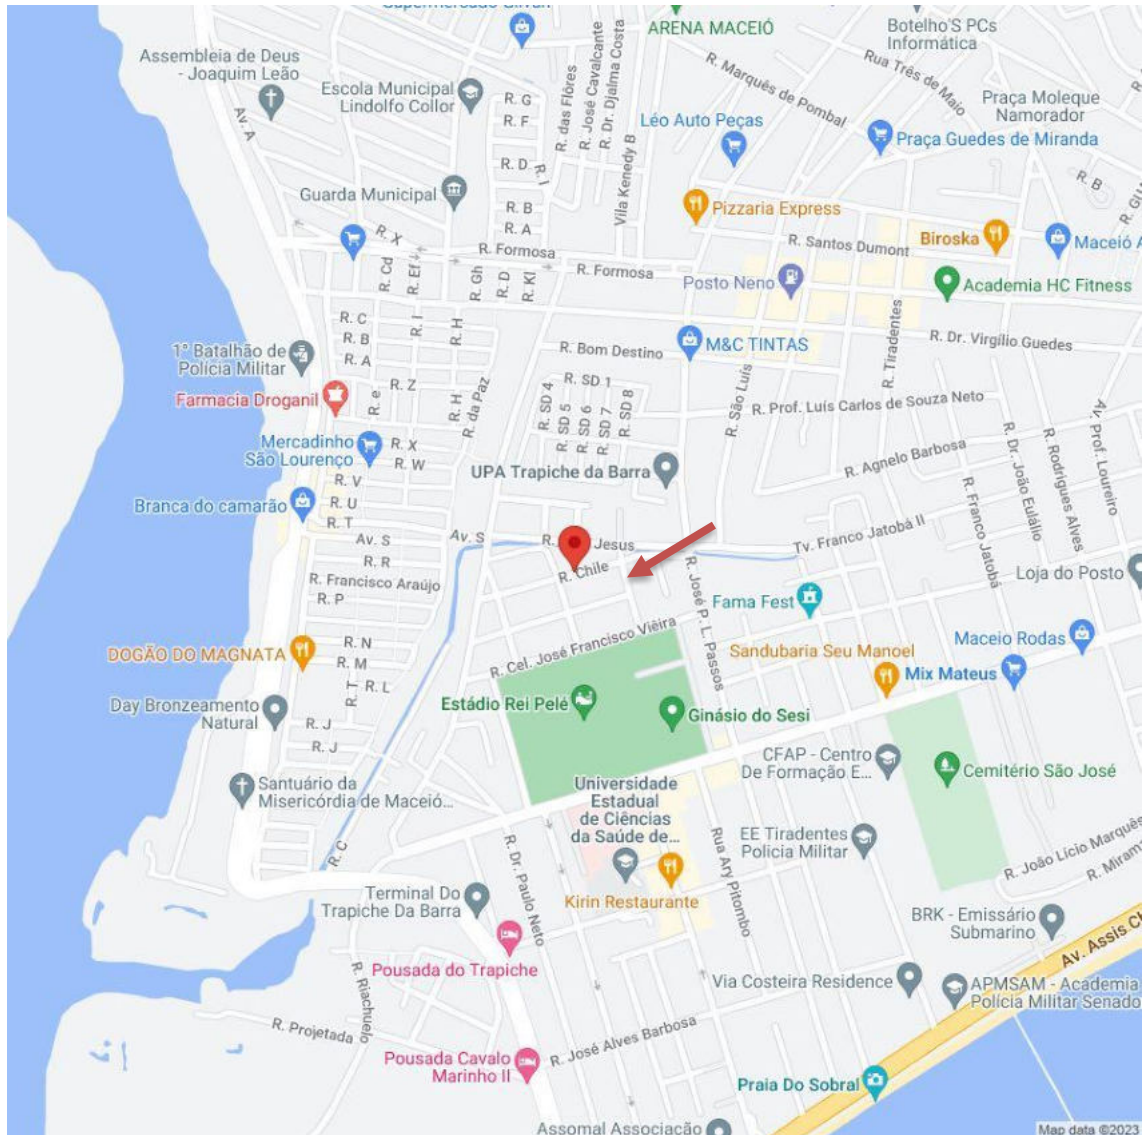 ARENA MACEIÓ
Botelho'S PCs
Informática
Assembleia de Deus
- Joaquim Leão
Escola Municipal
Lindolfo Collor
R. G
R. F
R. das Flôres
R. José Cavalcante
R. Dr. Djalma Costa
R. Marquês de Pombal
Rua Três de Maio
Praça Moleque
Namorador
Av. A
Léo Auto Peças
Praça Guedes de Miranda
R. D
R. I
Vila Kenedy B
Guarda Municipal
R. B
R. B
R. A
Pizzaria Express
R. X
R. Formosa
R. Santos Dumont
Biroska
Maceió A
R. Cd
R. Ef
R. Gh
R. D
R. Kl
R. Formosa
Posto Neno
Academia HC Fitness
R. C
R. I
R. H
R. B
R. A
1° Batalhão de
Polícia Militar
R. Bom Destino
M&C TINTAS
R. Tiradentes
R. Dr. Virgílio Guedes
R. Z
R. SD 1
R. SD 4
R. SD 5
R. SD 6
R. SD 7
R. SD 8
Farmacia Droganil
R. e
R. H
R. da Paz
R. São Luís
R. Prof. Luís Carlos de Souza Neto
Av. Prof. Loureiro
Mercadinho
São Lourenço
R. X
R. W
UPA Trapiche da Barra
R. Agnelo Barbosa
R. Dr. João Eulálio
R. Rodrigues Alves
R. V
Branca do camarão
R. U
R. T
R. Franco Jatobá
Av. S
Av. S
Jesus
Tv. Franco Jatobá II
R. R
R. Chile
R. Francisco Araújo
R. P
R. José P. L. Passos
Loja do Posto
Fama Fest
R. N
R. Cel. José Francisco Vieira
Maceio Rodas
DOGÃO DO MAGNATA
R. M
Sandubaria Seu Manoel
Mix Mateus
R. T
R. L
Estádio Rei Pelé
Ginásio do Sesi
Day Bronzeamento
Natural
R. J
R. J
CFAP - Centro
De Formação E...
Cemitério São José
Santuário da
Misericórdia de Maceió...
Universidade
Estadual
de Ciências
da Saúde de...
R. C
R. Dr. Paulo Neto
Rua Ary Pitombo
EE Tiradentes
Policia Militar
R. João Lício Marquês
R. Miram
Terminal Do
Trapiche Da Barra
Kirin Restaurante
BRK - Emissário
Submarino
Av. Assis Ch
Pousada do Trapiche
Via Costeira Residence
APMSAM - Academia
Polícia Militar Senado
R. Riachuelo
R. Projetada
R. José Alves Barbosa
Pousada Cavalo
Marinho II
Praia Do Sobral
Assomal Associação
Map data ©2023